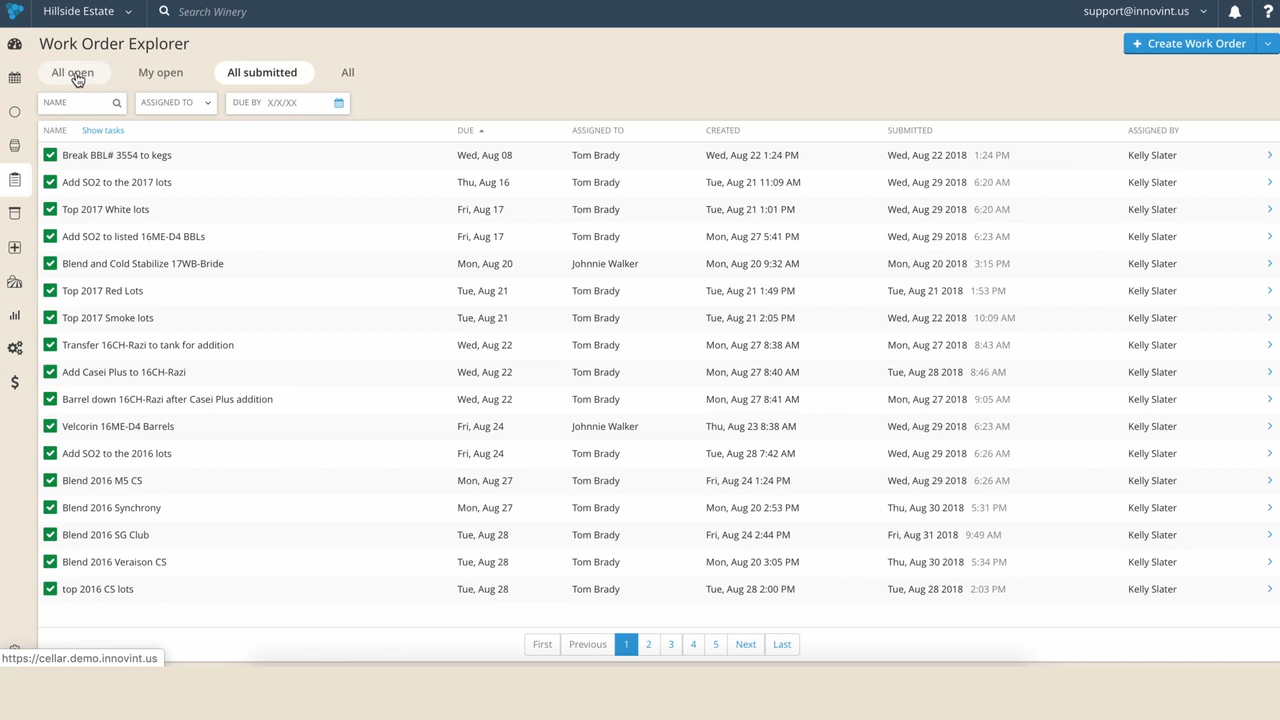 Hillside Estate Search Winery support@innovint.us ?
Work Order Explorer + Create Work Order
All open My open All submitted All
NAME ASSIGNED TO DUE BY X/X/XX
NAME Show tasks DUE ASSIGNED TO CREATED SUBMITTED ASSIGNED BY
Break BBL# 3554 to kegs Wed, Aug 08 Tom Brady Wed, Aug 22 1:24 PM Wed, Aug 22 2018 1:24 PM Kelly Slater
Add SO2 to the 2017 lots Thu, Aug 16 Tom Brady Tue, Aug 21 11:09 AM Wed, Aug 29 2018 6:20 AM Kelly Slater
Top 2017 White lots Fri, Aug 17 Tom Brady Tue, Aug 21 1:01 PM Wed, Aug 29 2018 6:20 AM Kelly Slater
Add SO2 to listed 16ME-D4 BBLs Fri, Aug 17 Tom Brady Mon, Aug 27 5:41 PM Wed, Aug 29 2018 6:23 AM Kelly Slater
Blend and Cold Stabilize 17WB-Bride Mon, Aug 20 Johnnie Walker Mon, Aug 20 9:32 AM Mon, Aug 20 2018 3:15 PM Kelly Slater
Top 2017 Red Lots Tue, Aug 21 Tom Brady Tue, Aug 21 1:49 PM Tue, Aug 21 2018 1:53 PM Kelly Slater
Top 2017 Smoke lots Tue, Aug 21 Tom Brady Tue, Aug 21 2:05 PM Wed, Aug 22 2018 10:09 AM Kelly Slater
Transfer 16CH-Razi to tank for addition Wed, Aug 22 Tom Brady Mon, Aug 27 8:38 AM Mon, Aug 27 2018 8:43 AM Kelly Slater
Add Casei Plus to 16CH-Razi Wed, Aug 22 Tom Brady Mon, Aug 27 8:40 AM Tue, Aug 28 2018 8:46 AM Kelly Slater
Barrel down 16CH-Razi after Casei Plus addition Wed, Aug 22 Tom Brady Mon, Aug 27 8:41 AM Mon, Aug 27 2018 9:05 AM Kelly Slater
Velcorin 16ME-D4 Barrels Fri, Aug 24 Johnnie Walker Thu, Aug 23 8:38 AM Wed, Aug 29 2018 6:23 AM Kelly Slater
Add SO2 to the 2016 lots Fri, Aug 24 Tom Brady Tue, Aug 28 7:42 AM Wed, Aug 29 2018 6:26 AM Kelly Slater
Blend 2016 M5 CS Mon, Aug 27 Tom Brady Fri, Aug 24 1:24 PM Wed, Aug 29 2018 6:26 AM Kelly Slater
Blend 2016 Synchrony Mon, Aug 27 Tom Brady Mon, Aug 20 2:53 PM Thu, Aug 30 2018 5:31 PM Kelly Slater
Blend 2016 SG Club Tue, Aug 28 Tom Brady Fri, Aug 24 2:44 PM Fri, Aug 31 2018 9:49 AM Kelly Slater
Blend 2016 Veraison CS Tue, Aug 28 Tom Brady Mon, Aug 20 3:05 PM Thu, Aug 30 2018 5:34 PM Kelly Slater
top 2016 CS lots Tue, Aug 28 Tom Brady Tue, Aug 28 2:00 PM Tue, Aug 28 2018 2:03 PM Kelly Slater
First Previous 1 2 3 4 5 Next Last
https://cellar.demo.innovint.us